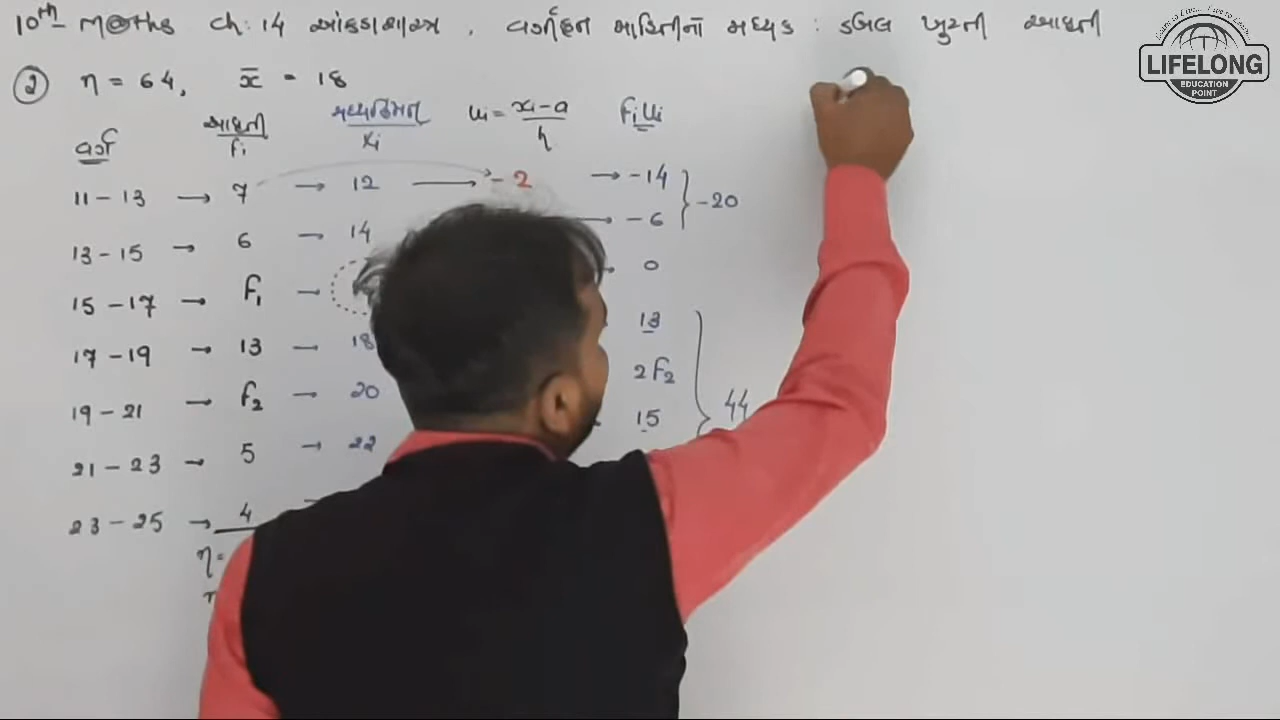 10th Maths ch: 14 આંકડાશાસ્ત્ર , વર્ગીકૃત માહિતીનો મધ્યક : ડબલ ખુટતી આવૃતી
LIFELONG
EDUCATION
POINT
② n = 64, x̄ = 18
વર્ગ આવૃતી/fi મધ્યકિંમત/xi ui = xi-a/h fiui
11 - 13 → 7 → 12 → -2 → -14 } -20
13 - 15 → 6 → 14 → -6
15 - 17 → f1 → 0
17 - 19 → 13 → 18 13
19 - 21 → f2 → 20 2f2 } 44
21 - 23 → 5 → 22 15
23 - 25 → 4
n =